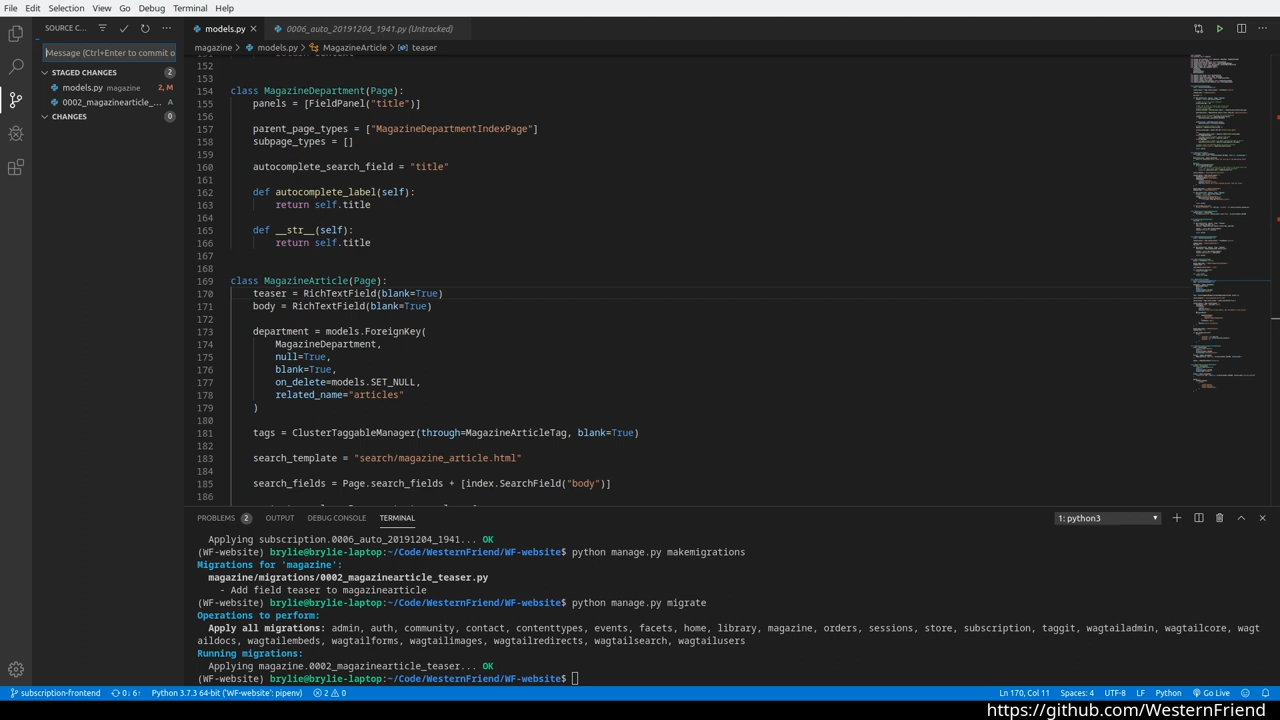 File Edit Selection View Go Debug Terminal Help
SOURCE C... models.py 0006_auto_20191204_1941.py (Untracked)
magazine models.py MagazineArticle teaser
Message (Ctrl+Enter to commit o
STAGED CHANGES 2
models.py magazine 2, M
0002_magazinearticle_... A
CHANGES 0
152
153
154 class MagazineDepartment(Page):
155 panels = [FieldPanel("title")]
156
157 parent_page_types = ["MagazineDepartmentIndexPage"]
158 subpage_types = []
159
160 autocomplete_search_field = "title"
161
162 def autocomplete_label(self):
163 return self.title
164
165 def __str__(self):
166 return self.title
167
168
169 class MagazineArticle(Page):
170 teaser = RichTextField(blank=True)
171 body = RichTextField(blank=True)
172
173 department = models.ForeignKey(
174 MagazineDepartment,
175 null=True,
176 blank=True,
177 on_delete=models.SET_NULL,
178 related_name="articles"
179 )
180
181 tags = ClusterTaggableManager(through=MagazineArticleTag, blank=True)
182
183 search_template = "search/magazine_article.html"
184
185 search_fields = Page.search_fields + [index.SearchField("body")]
186
PROBLEMS 2 OUTPUT DEBUG CONSOLE TERMINAL 1: python3
Applying subscription.0006_auto_20191204_1941... OK
(WF-website) brylie@brylie-laptop:~/Code/WesternFriend/WF-website$ python manage.py makemigrations
Migrations for 'magazine':
magazine/migrations/0002_magazinearticle_teaser.py
- Add field teaser to magazinearticle
(WF-website) brylie@brylie-laptop:~/Code/WesternFriend/WF-website$ python manage.py migrate
Operations to perform:
Apply all migrations: admin, auth, community, contact, contenttypes, events, facets, home, library, magazine, orders, sessions, store, subscription, taggit, wagtailadmin, wagtailcore, wagt
aildocs, wagtailembeds, wagtailforms, wagtailimages, wagtailredirects, wagtailsearch, wagtailusers
Running migrations:
Applying magazine.0002_magazinearticle_teaser... OK
(WF-website) brylie@brylie-laptop:~/Code/WesternFriend/WF-website$
subscription-frontend 0↓ 6↑ Python 3.7.3 64-bit ('WF-website': pipenv) 2 0 Ln 170, Col 11 Spaces: 4 UTF-8 LF Python Go Live
https://github.com/WesternFriend